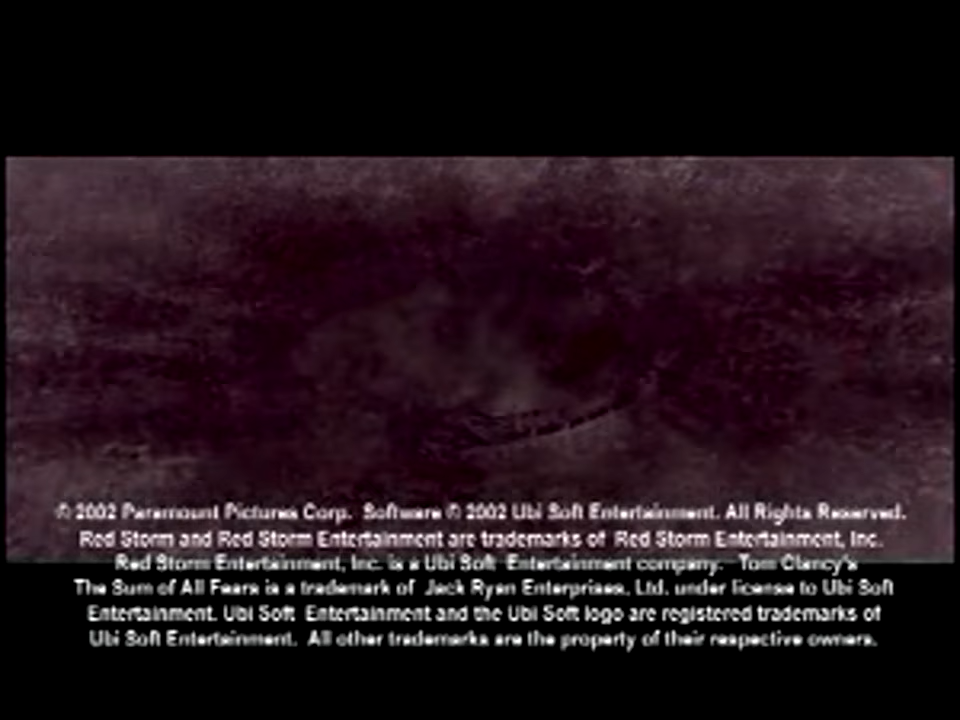 © 2002 Paramount Pictures Corp. Software © 2002 Ubi Soft Entertainment. All Rights Reserved.
Red Storm and Red Storm Entertainment are trademarks of Red Storm Entertainment, Inc.
Red Storm Entertainment, Inc. is a Ubi Soft Entertainment company. Tom Clancy's
The Sum of All Fears is a trademark of Jack Ryan Enterprises, Ltd. under license to Ubi Soft
Entertainment. Ubi Soft Entertainment and the Ubi Soft logo are registered trademarks of
Ubi Soft Entertainment. All other trademarks are the property of their respective owners.